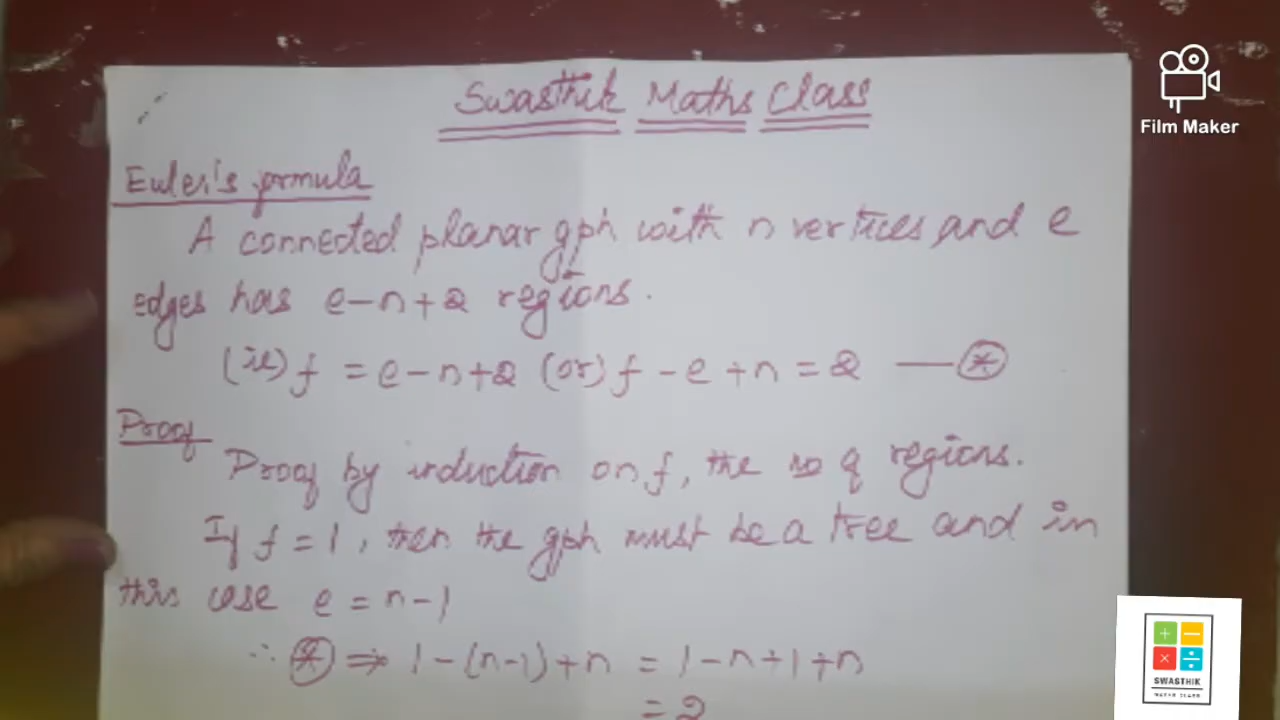 Swasthik Maths Class
Film Maker
Euler's formula
A connected planar gph with n vertices and e
edges has e-n+2 regions.
(ie) f = e-n+2 (or) f-e+n=2 —⊛
Proof
Proof by induction on f, the no of regions.
If f=1, then the gph must be a tree and in
this case e=n-1
∴ ⊛ ⇒ 1-(n-1)+n = 1-n+1+n
=2
+ −
× ÷
SWASTHIK
MATHS CLASS